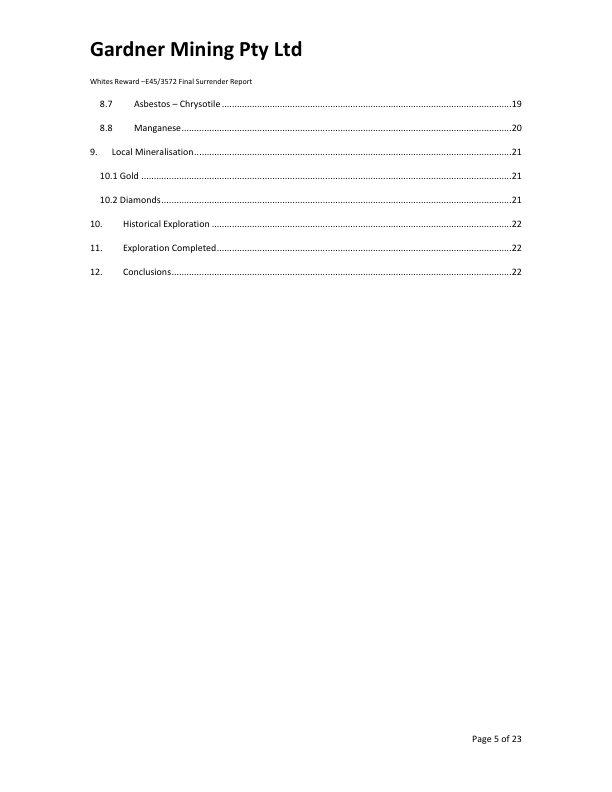 Gardner Mining Pty Ltd
Whites Reward –E45/3572 Final Surrender Report
8.7 Asbestos – Chrysotile ........................................................................................................19
8.8 Manganese........................................................................................................................20
9. Local Mineralisation..................................................................................................................21
10.1 Gold ...................................................................................................................................21
10.2 Diamonds...........................................................................................................................21
10. Historical Exploration ............................................................................................................22
11. Exploration Completed..........................................................................................................22
12. Conclusions............................................................................................................................22
Page 5 of 23